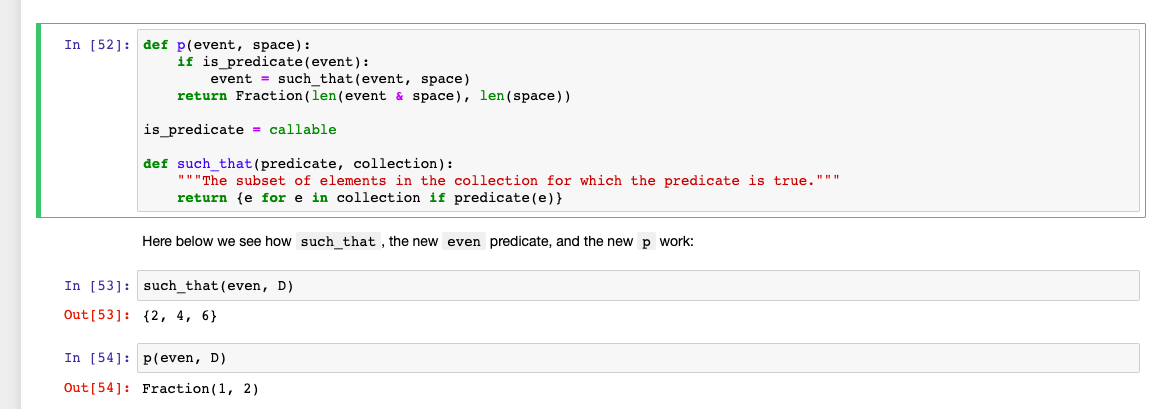 In [52]: def p(event, space):
    if is_predicate(event):
        event = such_that(event, space)
    return Fraction(len(event & space), len(space))
is_predicate = callable
def such_that(predicate, collection):
    """The subset of elements in the collection for which the predicate is true."""
    return {e for e in collection if predicate(e)}
Here below we see how such_that , the new even predicate, and the new p work:
In [53]: such_that(even, D)
Out[53]: {2, 4, 6}
In [54]: p(even, D)
Out[54]: Fraction(1, 2)